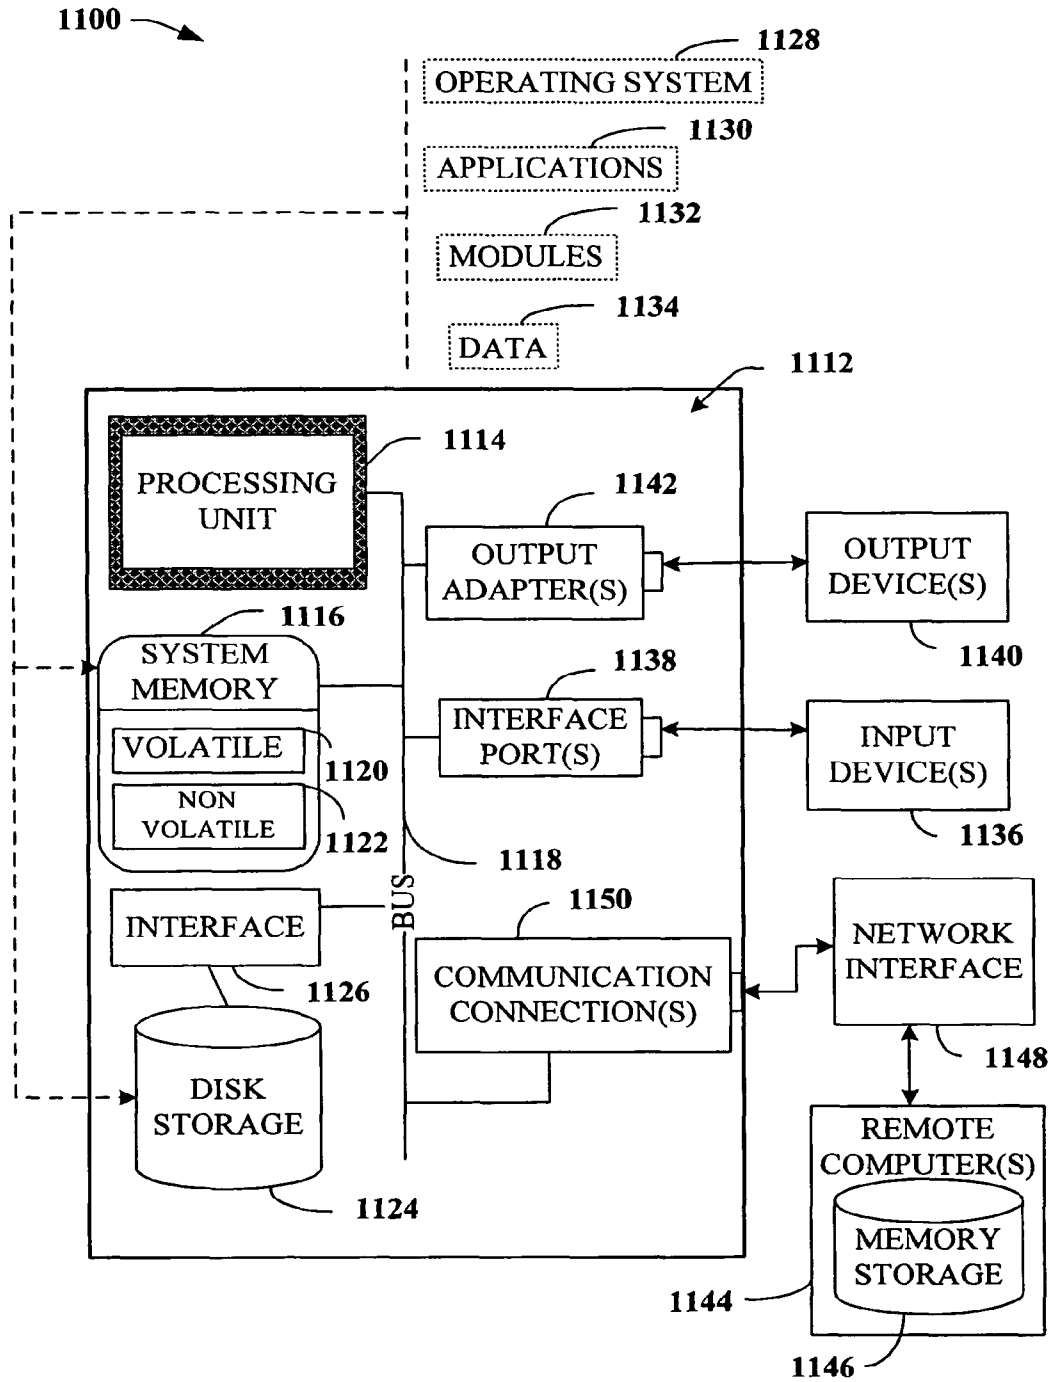 1100
1128
OPERATING SYSTEM
1130
APPLICATIONS
1132
MODULES
1134
DATA
1112
1114
PROCESSING
UNIT
1142
OUTPUT
ADAPTER(S)
OUTPUT
DEVICE(S)
1140
1116
SYSTEM
MEMORY
VOLATILE
1120
NON
VOLATILE
1122
1138
INTERFACE
PORT(S)
INPUT
DEVICE(S)
1136
1118
BUS
INTERFACE
1126
1150
COMMUNICATION
CONNECTION(S)
NETWORK
INTERFACE
1148
DISK
STORAGE
1124
REMOTE
COMPUTER(S)
MEMORY
STORAGE
1144
1146